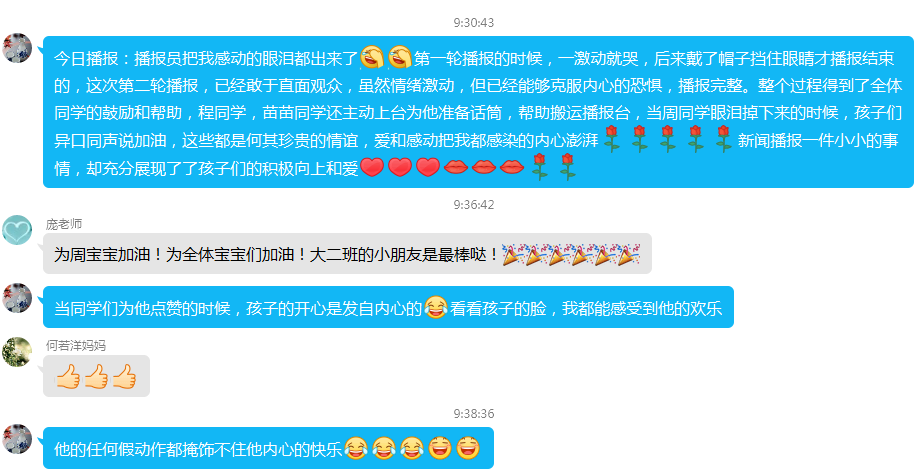 9:30:43
今日播报：播报员把我感动的眼泪都出来了 第一轮播报的时候，一激动就哭，后来戴了帽子挡住眼睛才播报结束
的，这次第二轮播报，已经敢于直面观众，虽然情绪激动，但已经能够克服内心的恐惧，播报完整。整个过程得到了全体
同学的鼓励和帮助，程同学，苗苗同学还主动上台为他准备话筒，帮助搬运播报台，当周同学眼泪掉下来的时候，孩子们
异口同声说加油，这些都是何其珍贵的情谊，爱和感动把我都感染的内心澎湃 新闻播报一件小小的事
情，却充分展现了了孩子们的积极向上和爱
9:36:42
庞老师
为周宝宝加油！为全体宝宝们加油！大二班的小朋友是最棒哒！
当同学们为他点赞的时候，孩子的开心是发自内心的 看看孩子的脸，我都能感受到他的欢乐
何若洋妈妈
9:38:36
他的任何假动作都掩饰不住他内心的快乐